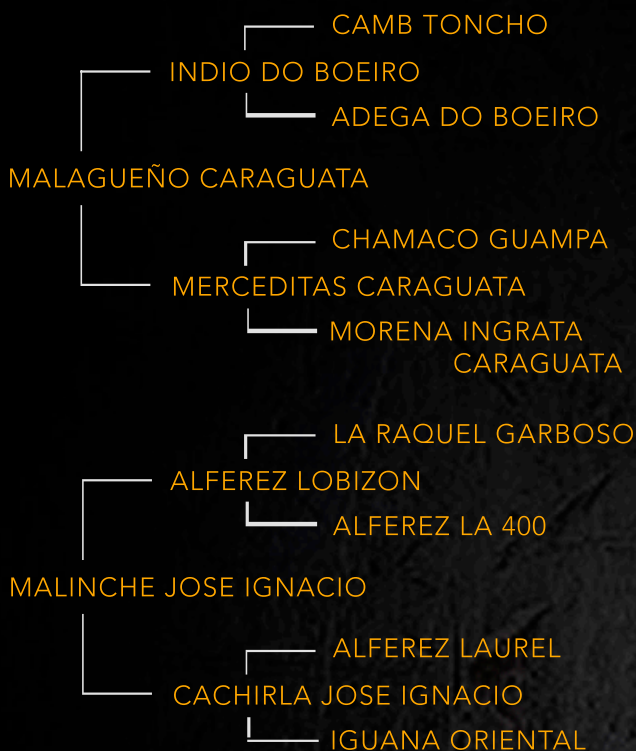 CAMB TONCHO
INDIO DO BOEIRO
ADEGA DO BOEIRO
MALAGUEÑO CARAGUATA
CHAMACO GUAMPA
MERCEDITAS CARAGUATA
MORENA INGRATA
CARAGUATA
LA RAQUEL GARBOSO
ALFEREZ LOBIZON
ALFEREZ LA 400
MALINCHE JOSE IGNACIO
ALFEREZ LAUREL
CACHIRLA JOSE IGNACIO
IGUANA ORIENTAL